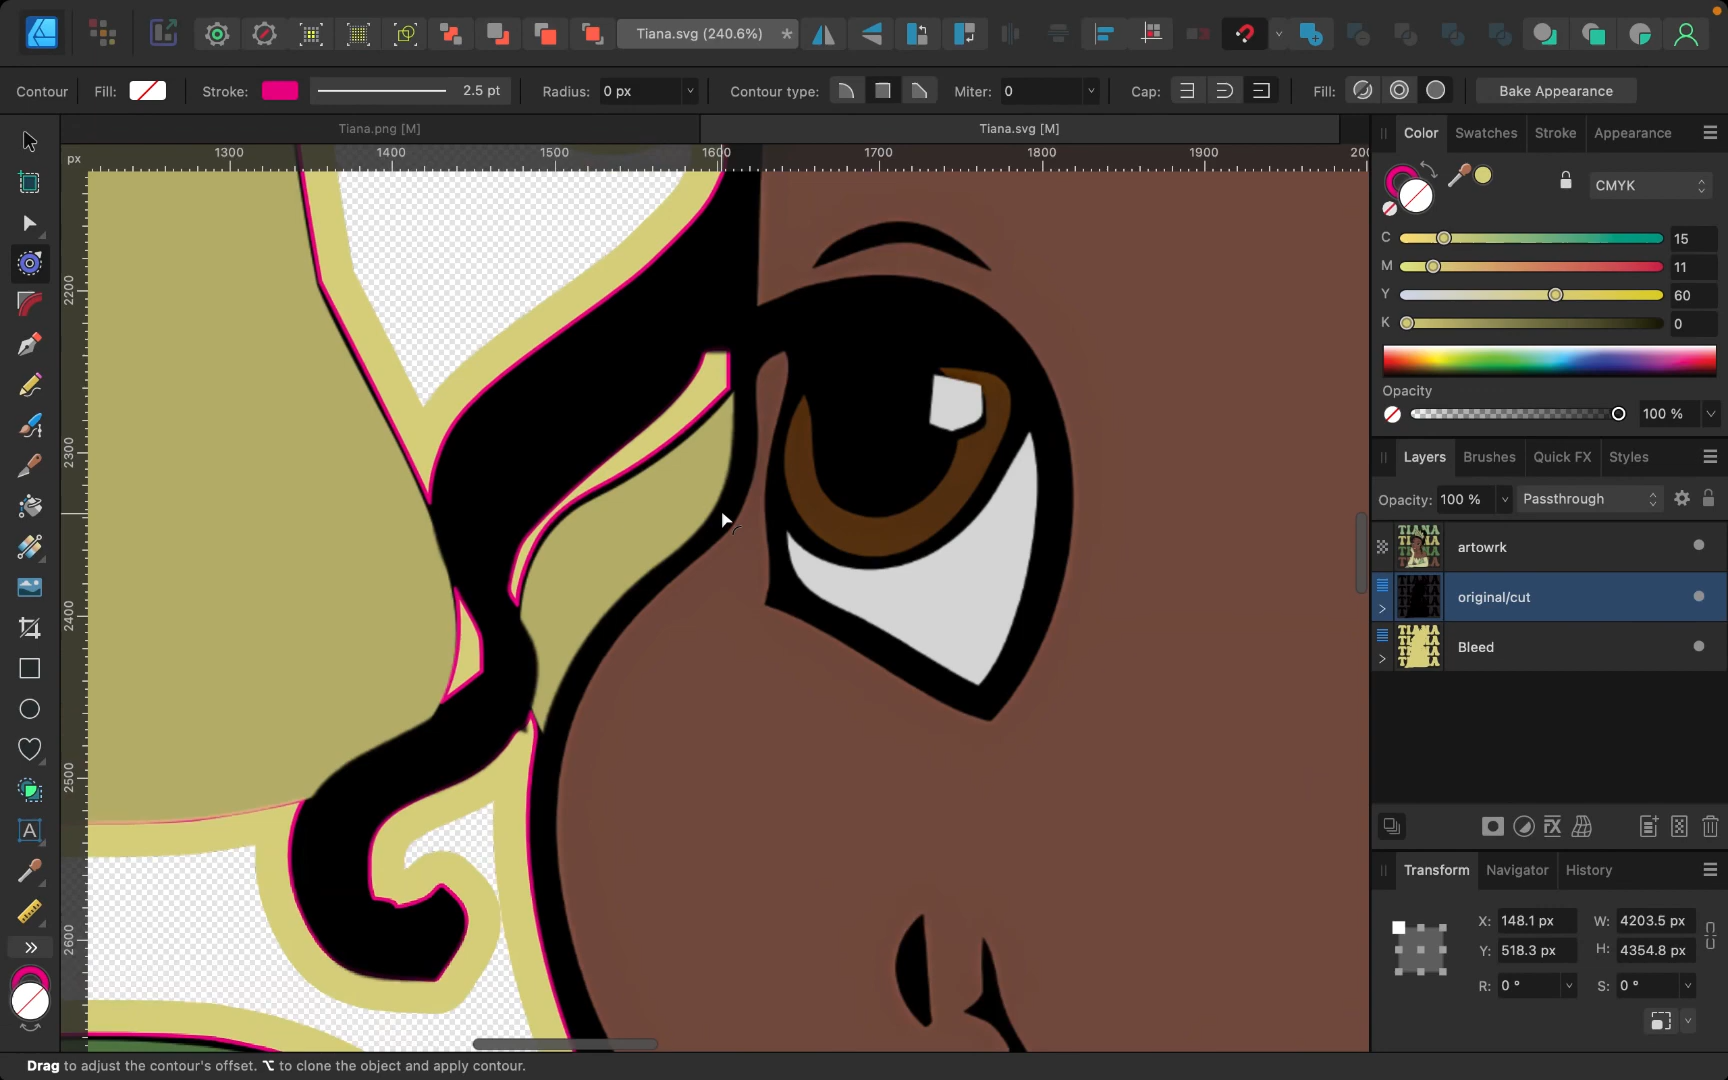 Tiana.svg (240.6%) *
Contour Fill: Stroke: 2.5 pt Radius: 0 px Contour type: Miter: 0 Cap: Fill: Bake Appearance
Tiana.png [M] Tiana.svg [M]
px 1300 1400 1500 1600 1700 1800 1900 200
2200
2300
2400
2500
2600
Color Swatches Stroke Appearance
CMYK
C 15
M 11
Y 60
K 0
Opacity
100 %
Layers Brushes Quick FX Styles
Opacity: 100 % Passthrough
artowrk
original/cut
Bleed
Transform Navigator History
X: 148.1 px W: 4203.5 px
Y: 518.3 px H: 4354.8 px
R: 0 ° S: 0 °
Drag to adjust the contour's offset. ⌥ to clone the object and apply contour.